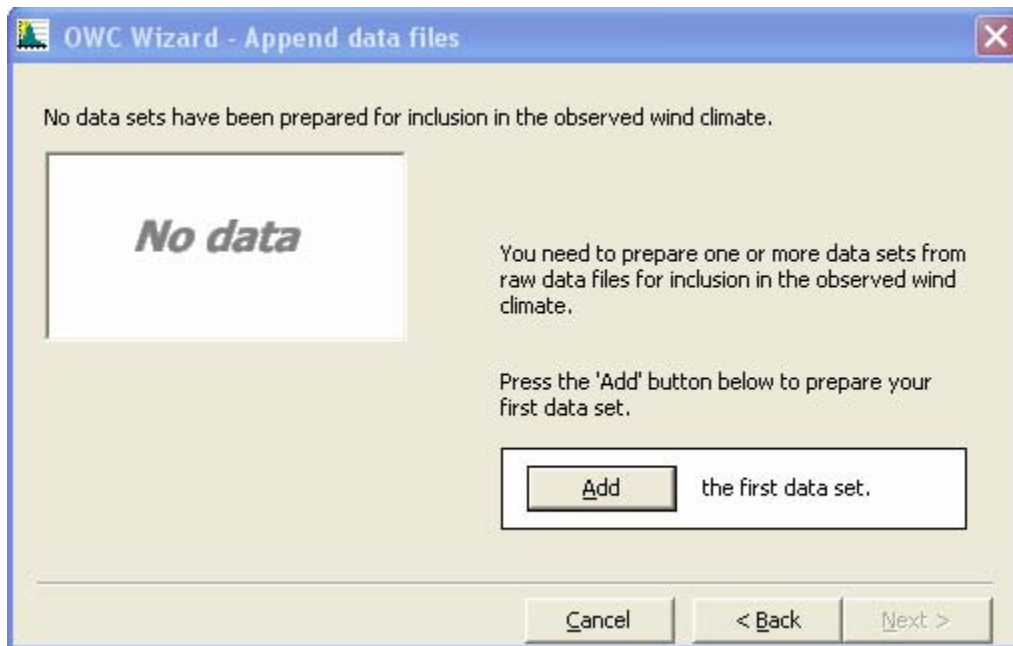 OWC Wizard - Append data files
No data sets have been prepared for inclusion in the observed wind climate.
No data
You need to prepare one or more data sets from
raw data files for inclusion in the observed wind
climate.
Press the 'Add' button below to prepare your
first data set.
Add the first data set.
Cancel < Back Next >